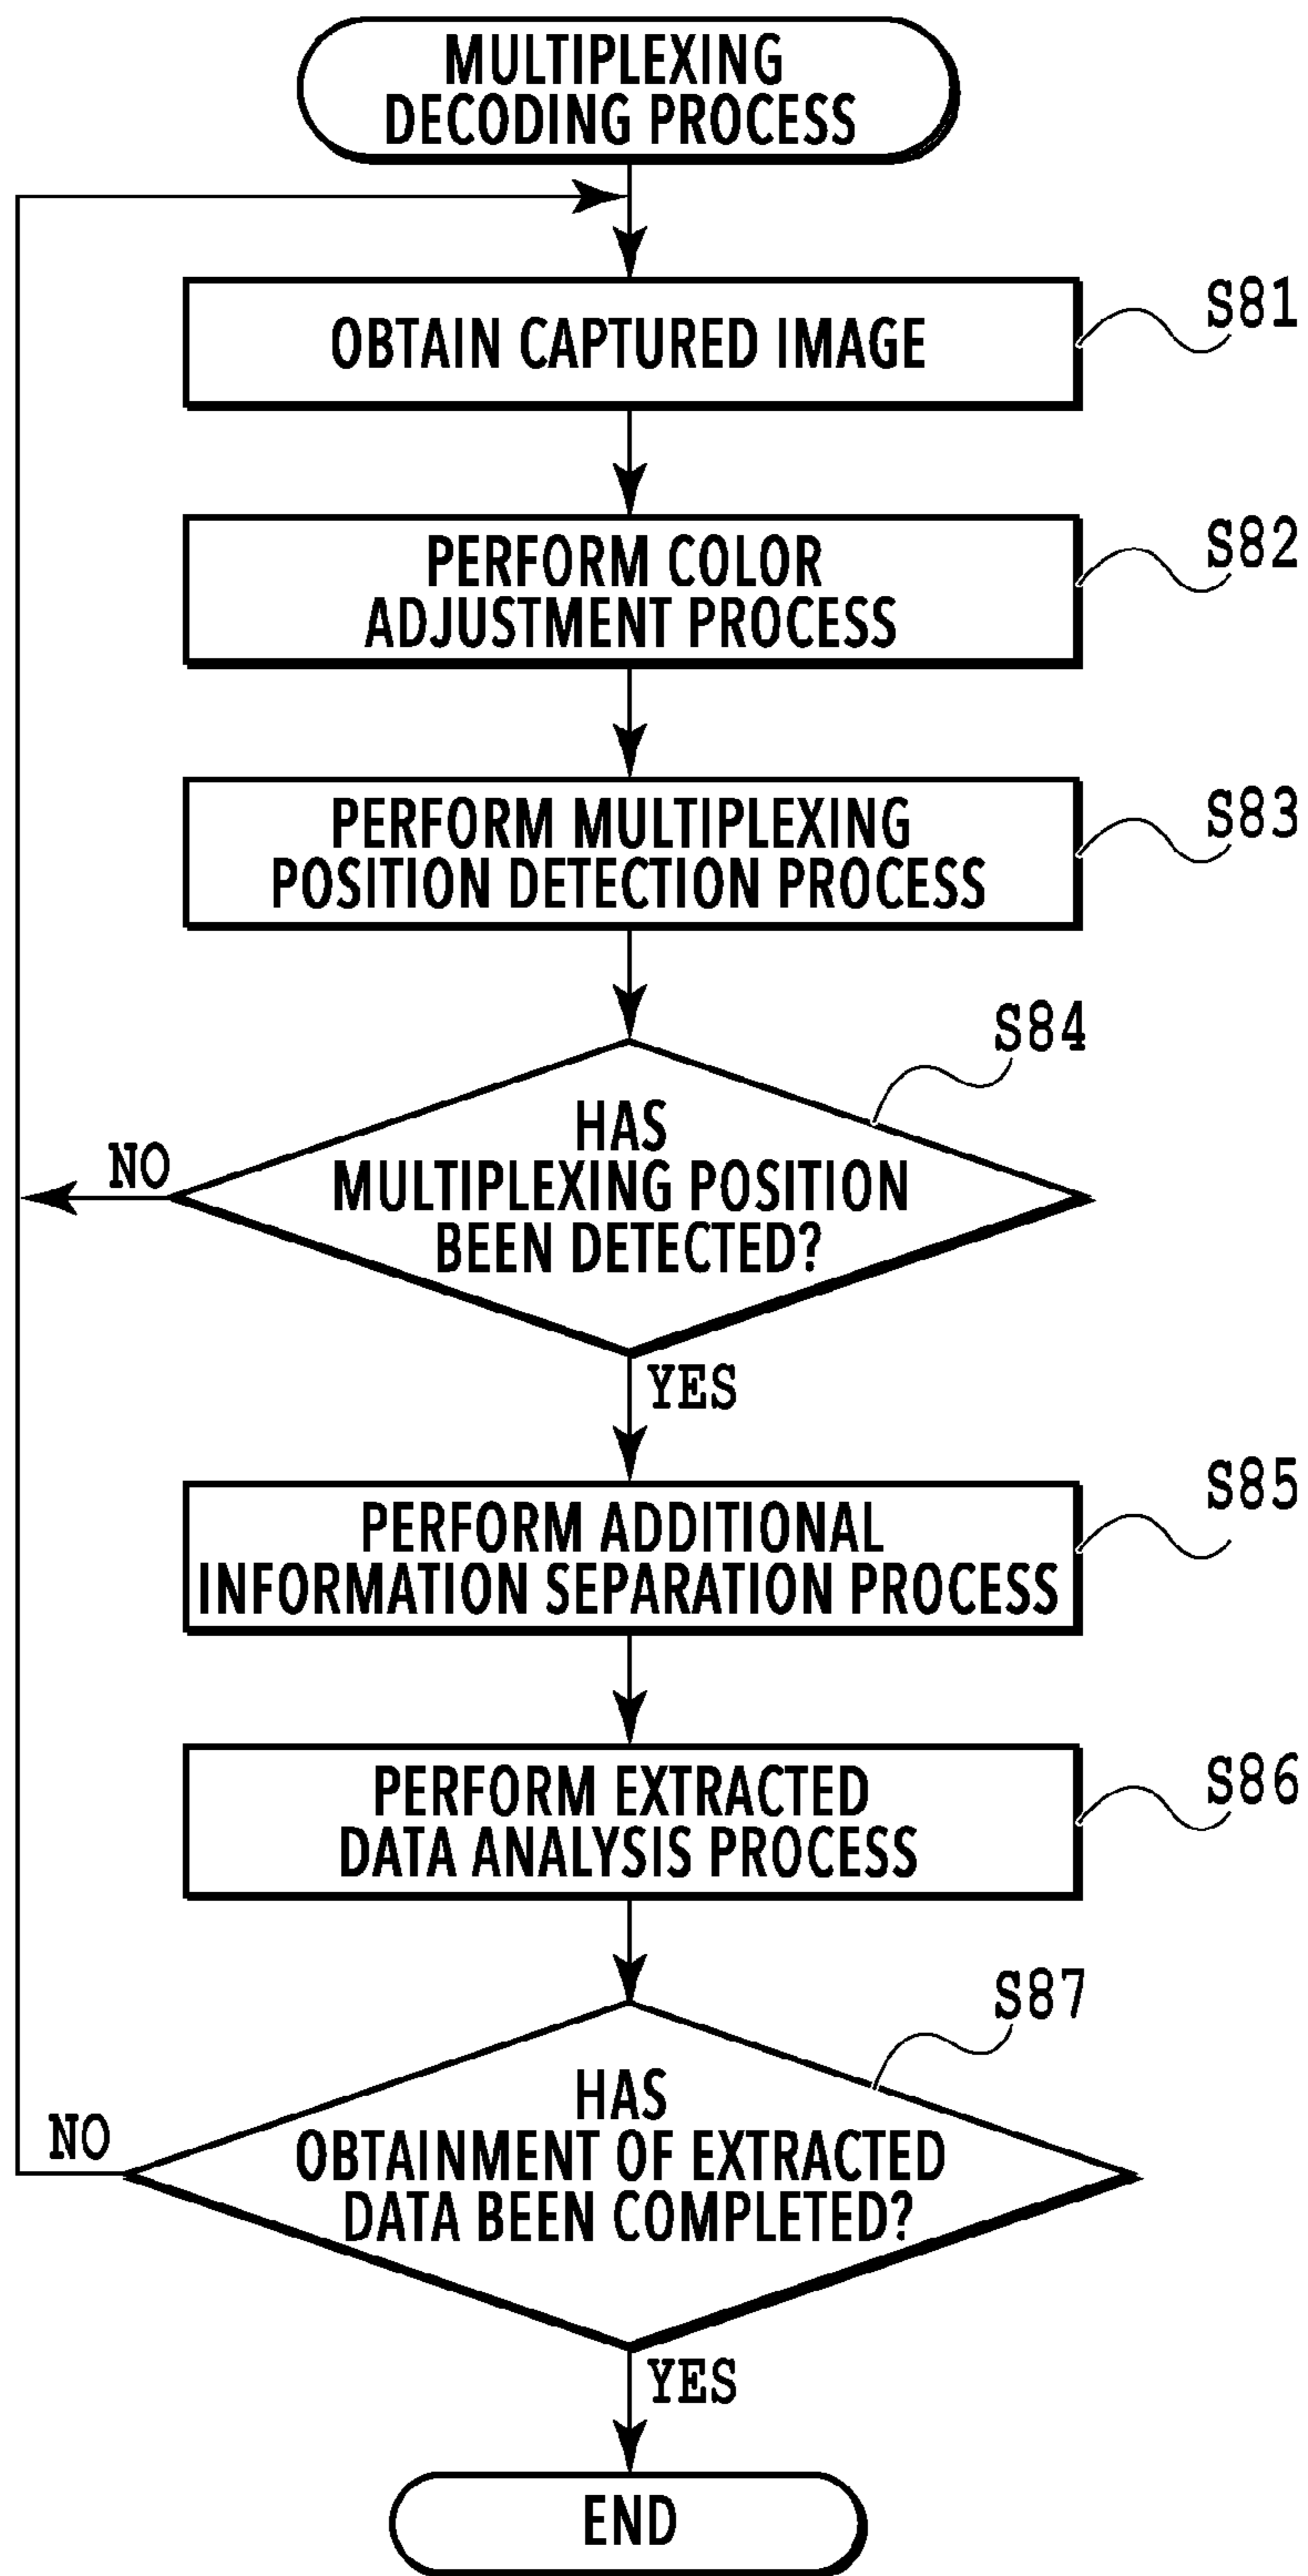 MULTIPLEXING
DECODING PROCESS
OBTAIN CAPTURED IMAGE
S81
PERFORM COLOR
ADJUSTMENT PROCESS
S82
PERFORM MULTIPLEXING
POSITION DETECTION PROCESS
S83
HAS
MULTIPLEXING POSITION
BEEN DETECTED?
S84
NO
YES
PERFORM ADDITIONAL
INFORMATION SEPARATION PROCESS
S85
PERFORM EXTRACTED
DATA ANALYSIS PROCESS
S86
HAS
OBTAINMENT OF EXTRACTED
DATA BEEN COMPLETED?
S87
NO
YES
END